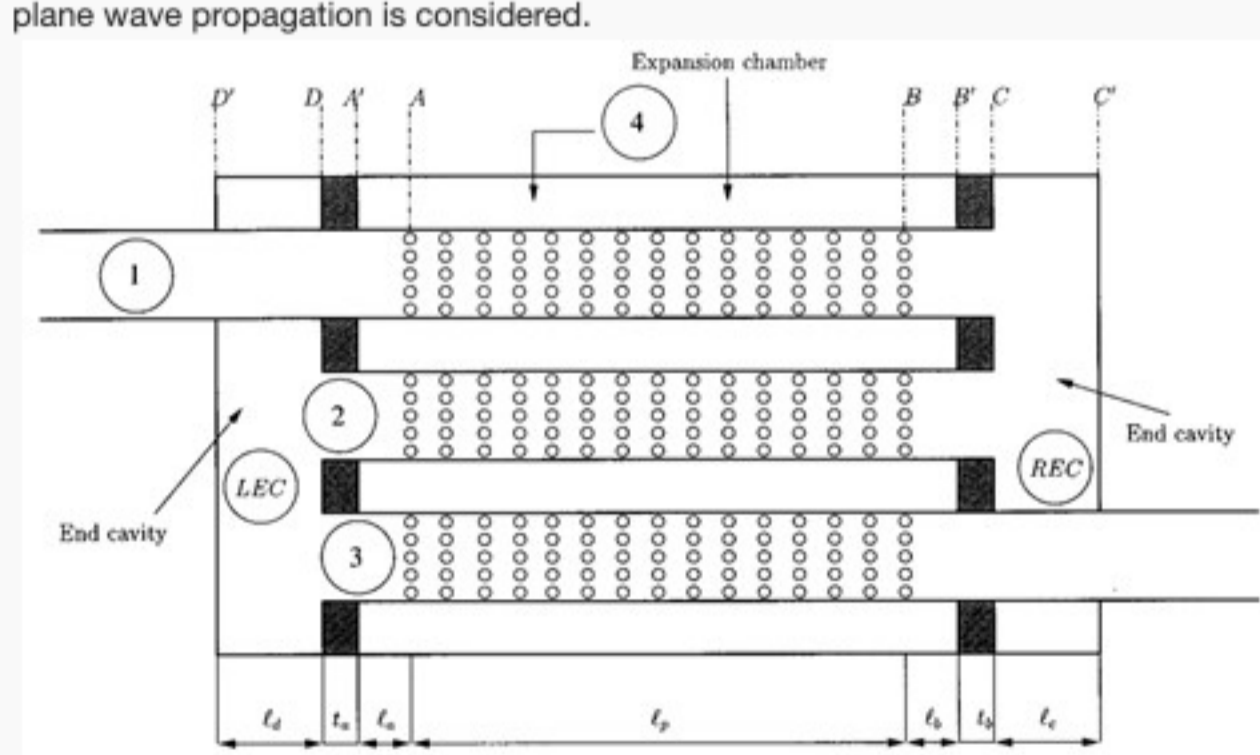 plane wave propagation is considered.
Expansion chamber
D' D A' A B B' C C'
4
1
2
End cavity
LEC
REC
End cavity
3
ℓd ta ℓa ℓp ℓb tb ℓc